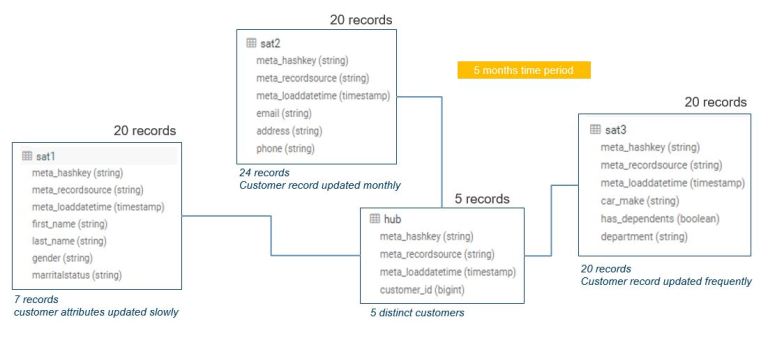 20 records
sat2
meta_hashkey (string)
meta_recordsource (string)
meta_loaddatetime (timestamp)
email (string)
address (string)
phone (string)
24 records
Customer record updated monthly
5 months time period
20 records
sat1
meta_hashkey (string)
meta_recordsource (string)
meta_loaddatetime (timestamp)
first_name (string)
last_name (string)
gender (string)
marritalstatus (string)
7 records
customer attributes updated slowly
5 records
hub
meta_hashkey (string)
meta_recordsource (string)
meta_loaddatetime (timestamp)
customer_id (bigint)
5 distinct customers
20 records
sat3
meta_hashkey (string)
meta_recordsource (string)
meta_loaddatetime (timestamp)
car_make (string)
has_dependents (boolean)
department (string)
20 records
Customer record updated frequently